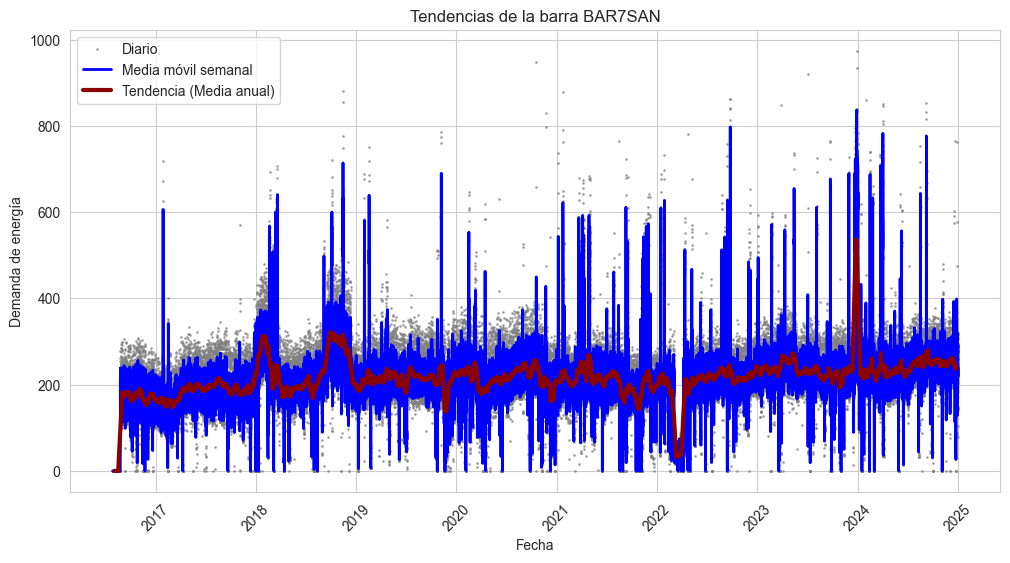 Tendencias de la barra BAR7SAN
Diario
Media móvil semanal
Tendencia (Media anual)
Demanda de energía
1000
800
600
400
200
0
2017
2018
2019
2020
2021
2022
2023
2024
2025
Fecha